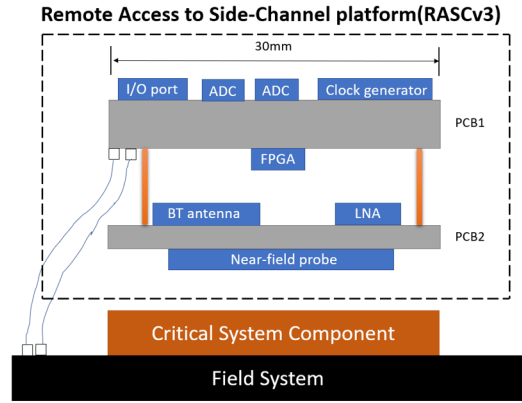 Remote Access to Side-Channel platform(RASCv3)
30mm
I/O port
ADC
ADC
Clock generator
PCB1
FPGA
BT antenna
LNA
PCB2
Near-field probe
Critical System Component
Field System